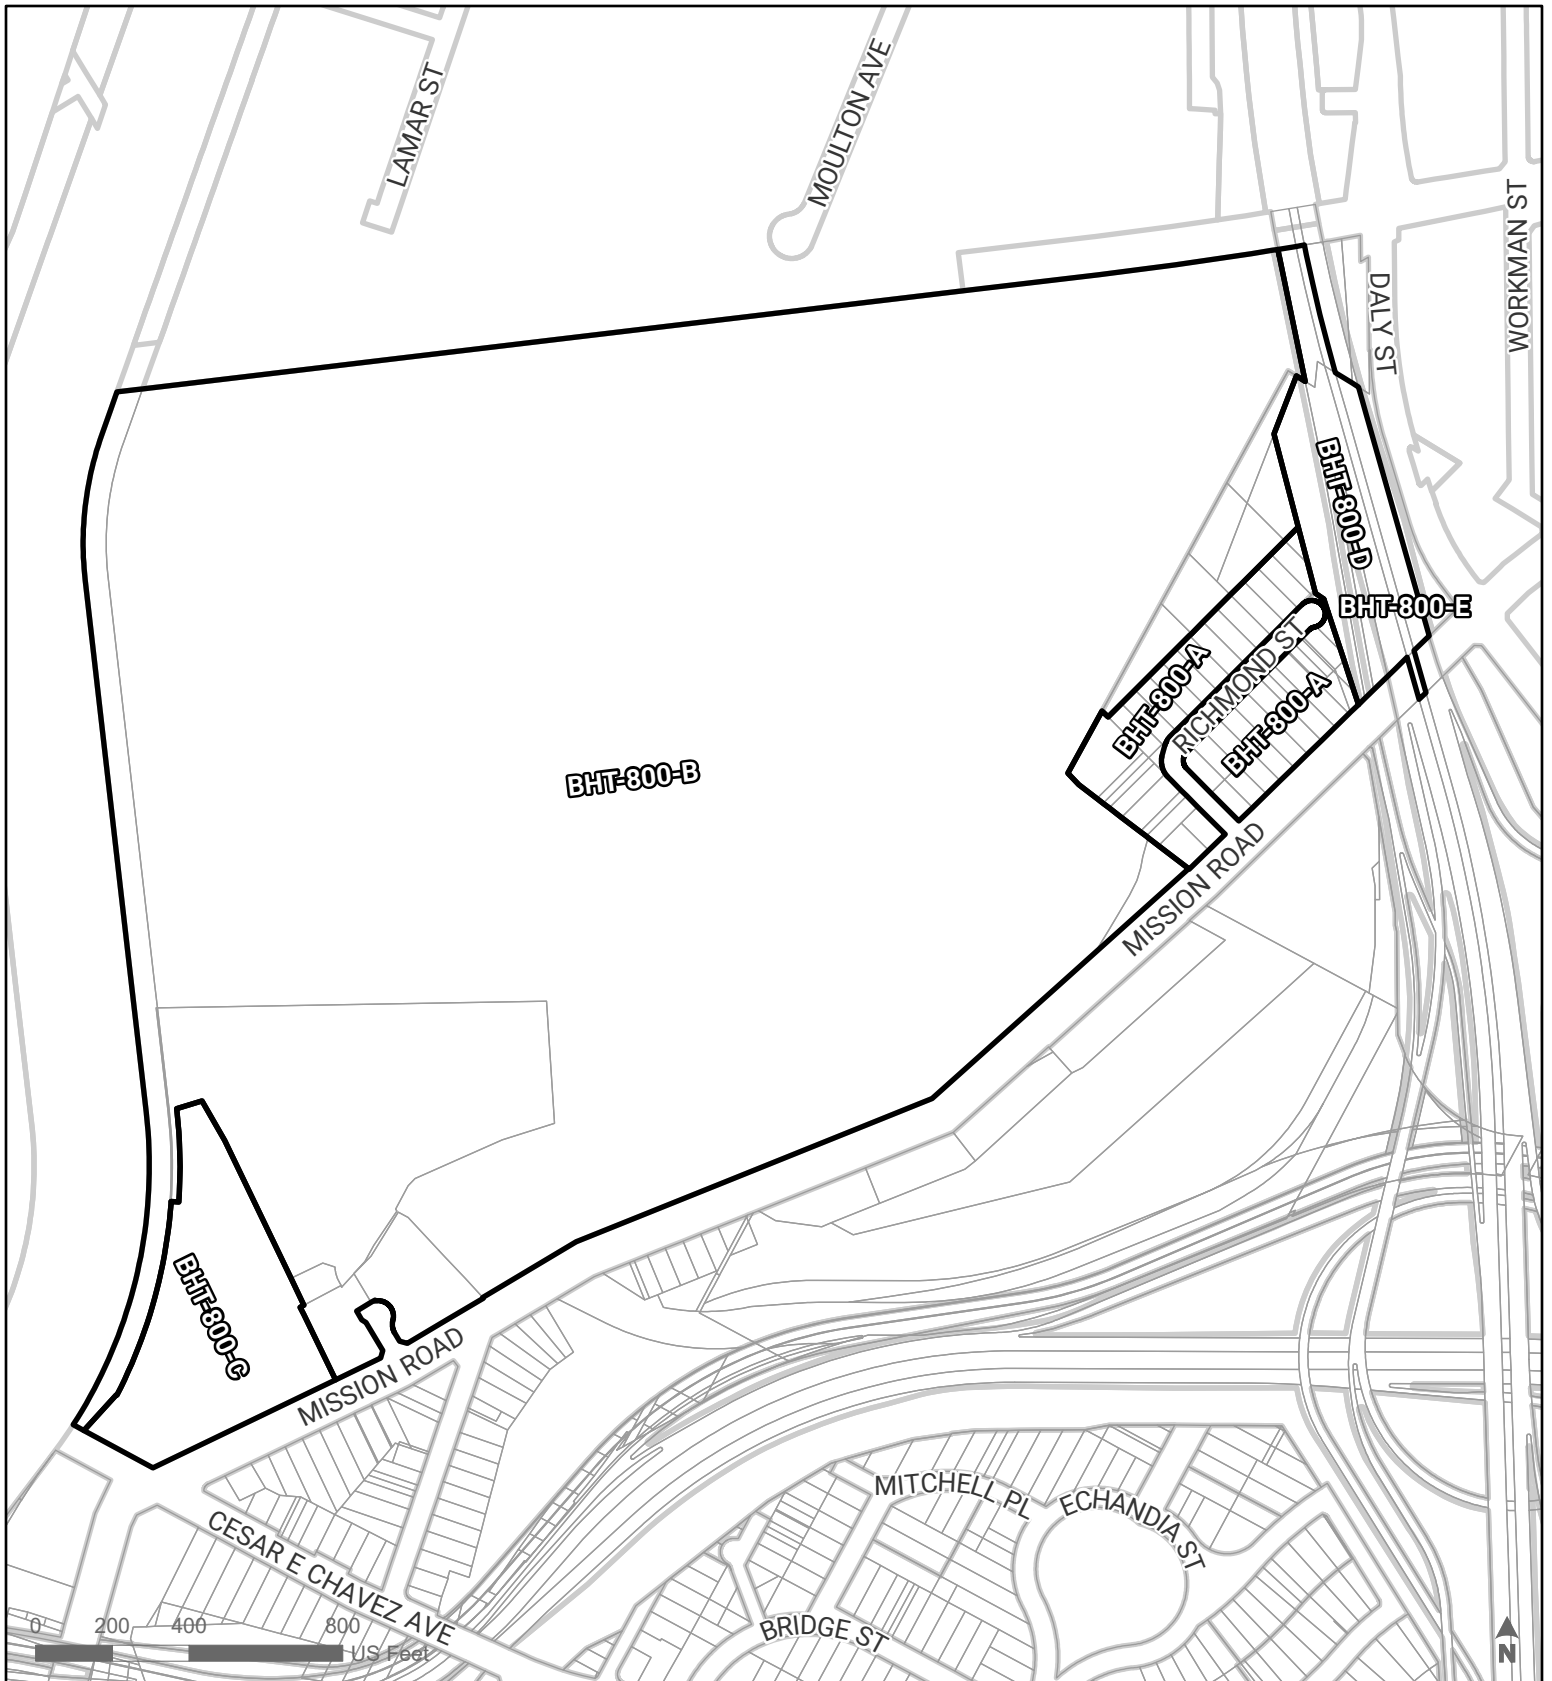 LAMAR ST
MOULTON AVE
WORKMAN ST
DALY ST
BHT-800-D
BHT-800-E
BHT-800-A
RICHMOND ST
BHT-800-A
BHT-800-B
MISSION ROAD
BHT-800-C
MISSION ROAD
MITCHELL PL
ECHANDIA ST
CESAR E CHAVEZ AVE
BRIDGE ST
0 200 400 800
US Feet
N